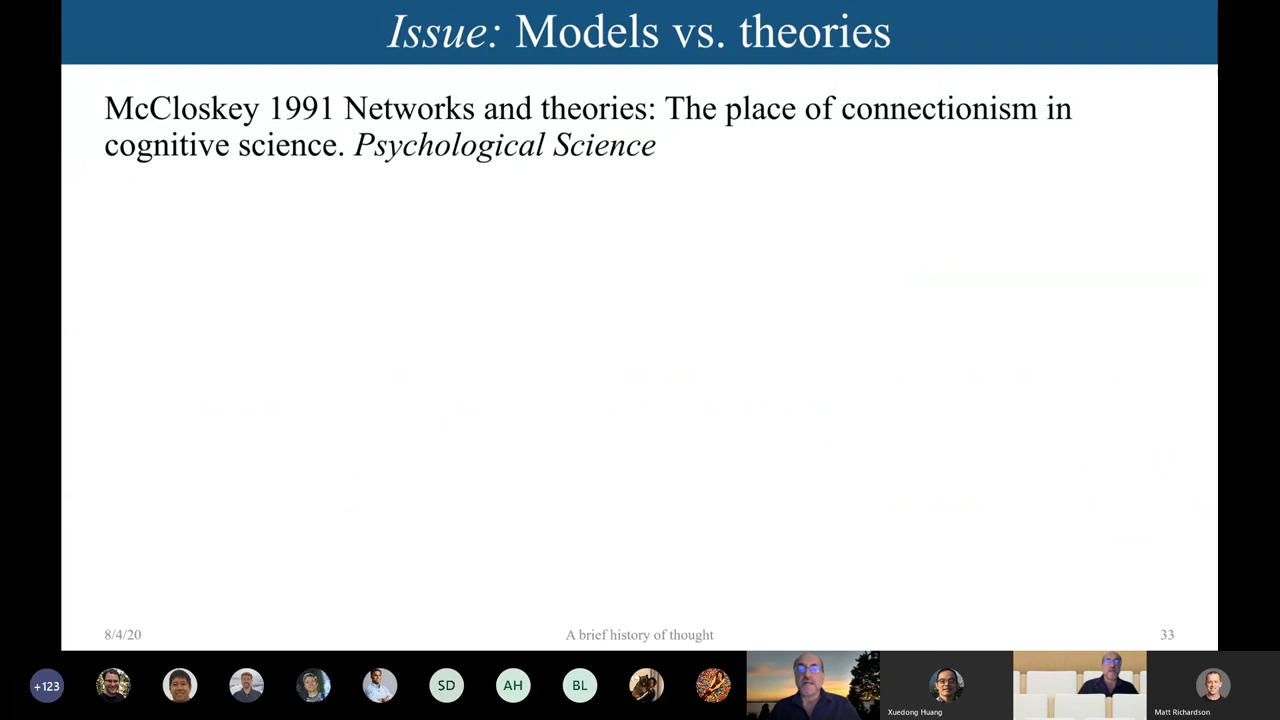 Issue: Models vs. theories
McCloskey 1991 Networks and theories: The place of connectionism in
cognitive science. Psychological Science
8/4/20
A brief history of thought
33
+123
SD
AH
BL
Xuedong Huang
Matt Richardson